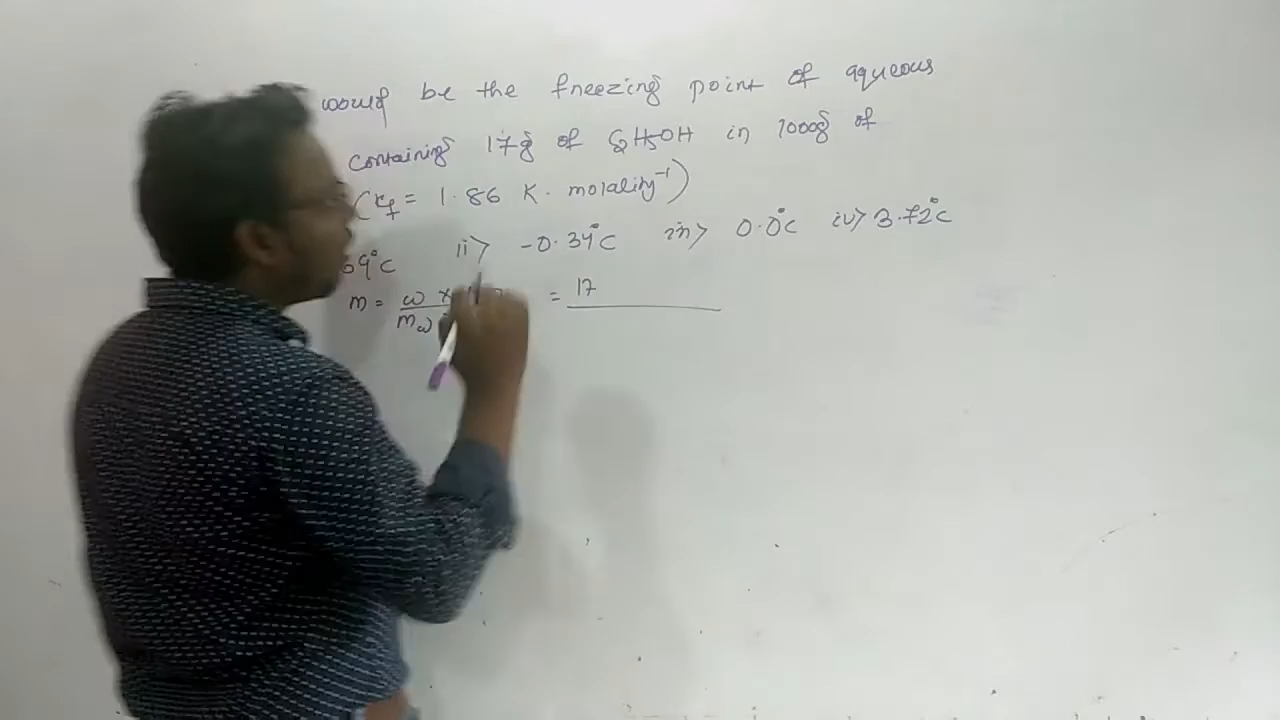 would be the freezing point of aqueous
containing 17g of C2H5OH in 1000g of
(Kf = 1.86 K. molality⁻¹)
69°C ii> -0.34°C iii> 0.0°C iv> 3.72°C
m = w x = 17
mw